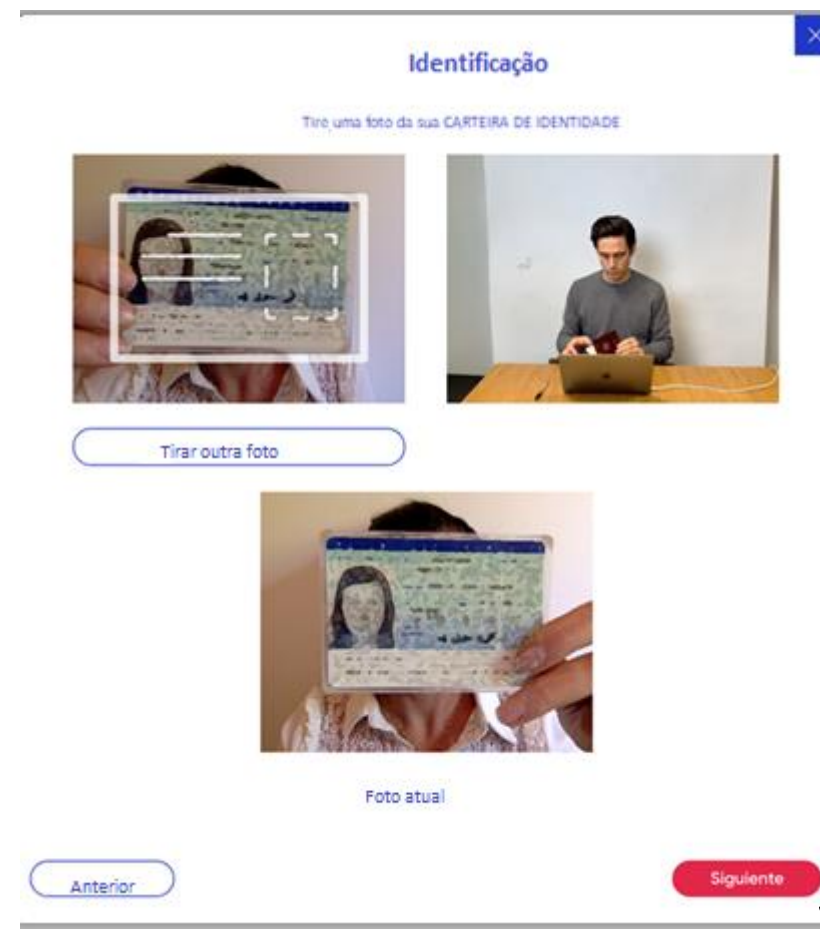 Identificação
Tire uma foto da sua CARTEIRA DE IDENTIDADE
Tirar outra foto
Foto atual
Anterior
Siguiente